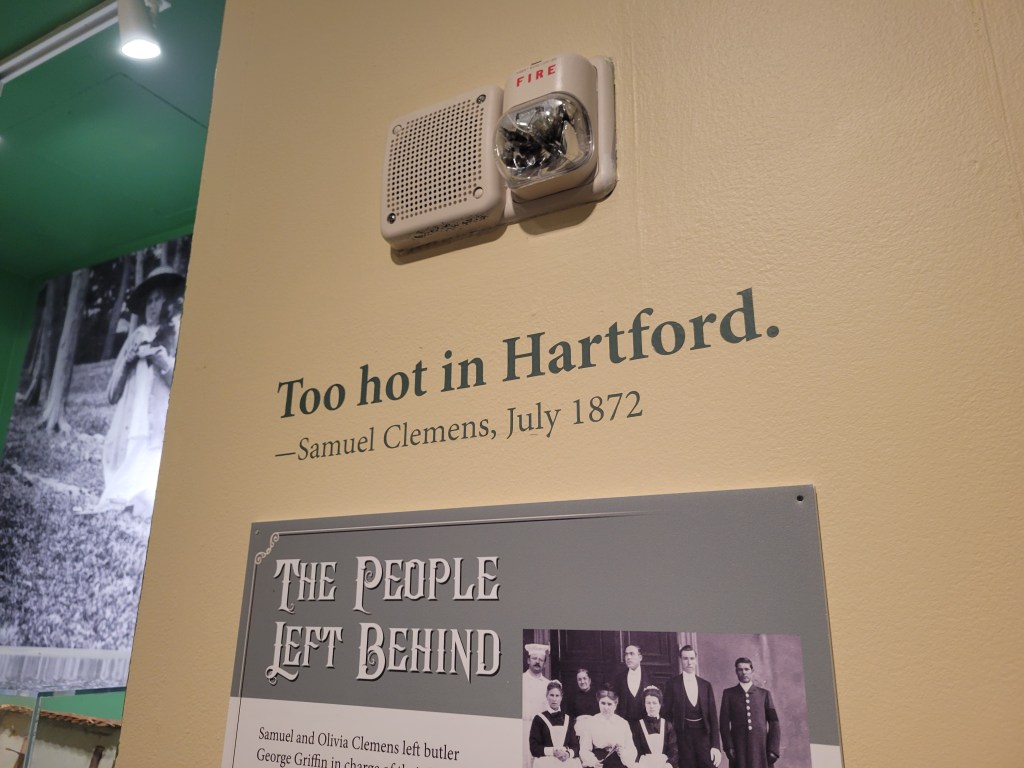 FIRE
Too hot in Hartford.
—Samuel Clemens, July 1872
THE PEOPLE
LEFT BEHIND
Samuel and Olivia Clemens left butler
George Griffin in charge of